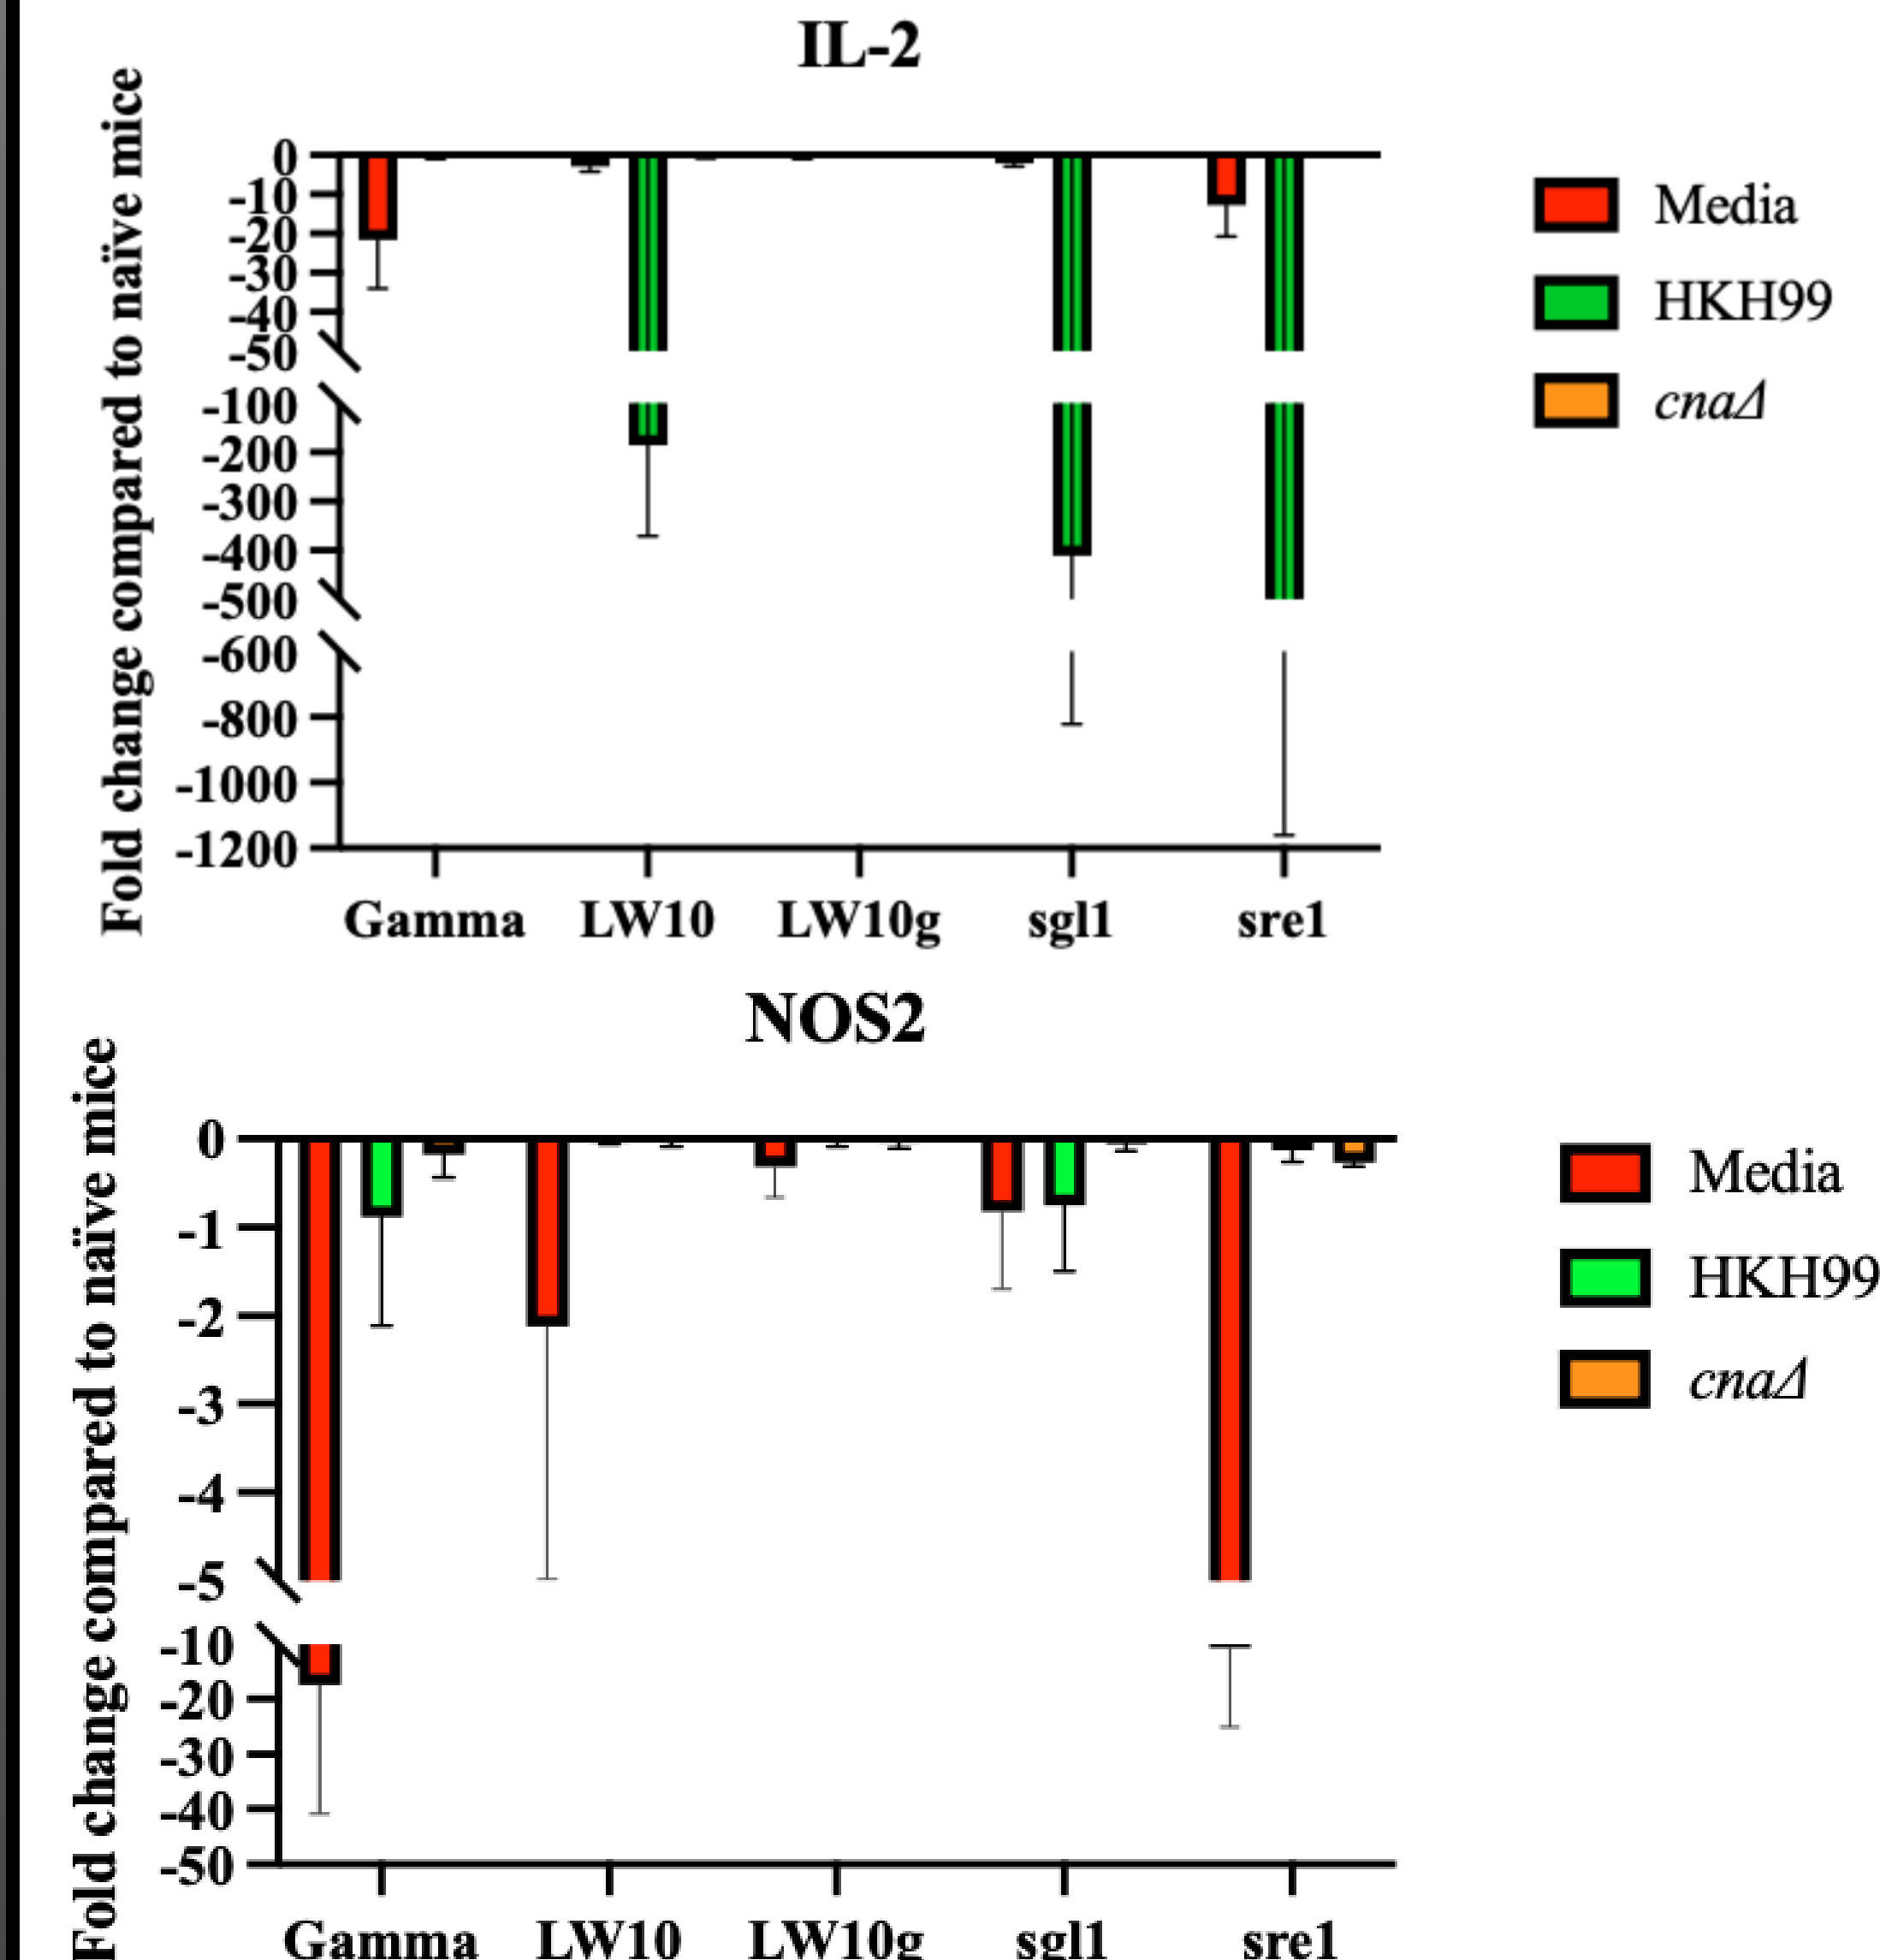 IL-2
Fold change compared to naïve mice
0
-10
-20
-30
-40
-50
-100
-200
-300
-400
-500
-600
-800
-1000
-1200
Gamma LW10 LW10g sgl1 sre1
Media
HKH99
cnaΔ
NOS2
Fold change compared to naïve mice
0
-1
-2
-3
-4
-5
-10
-20
-30
-40
-50
Gamma LW10 LW10g sgl1 sre1
Media
HKH99
cnaΔ